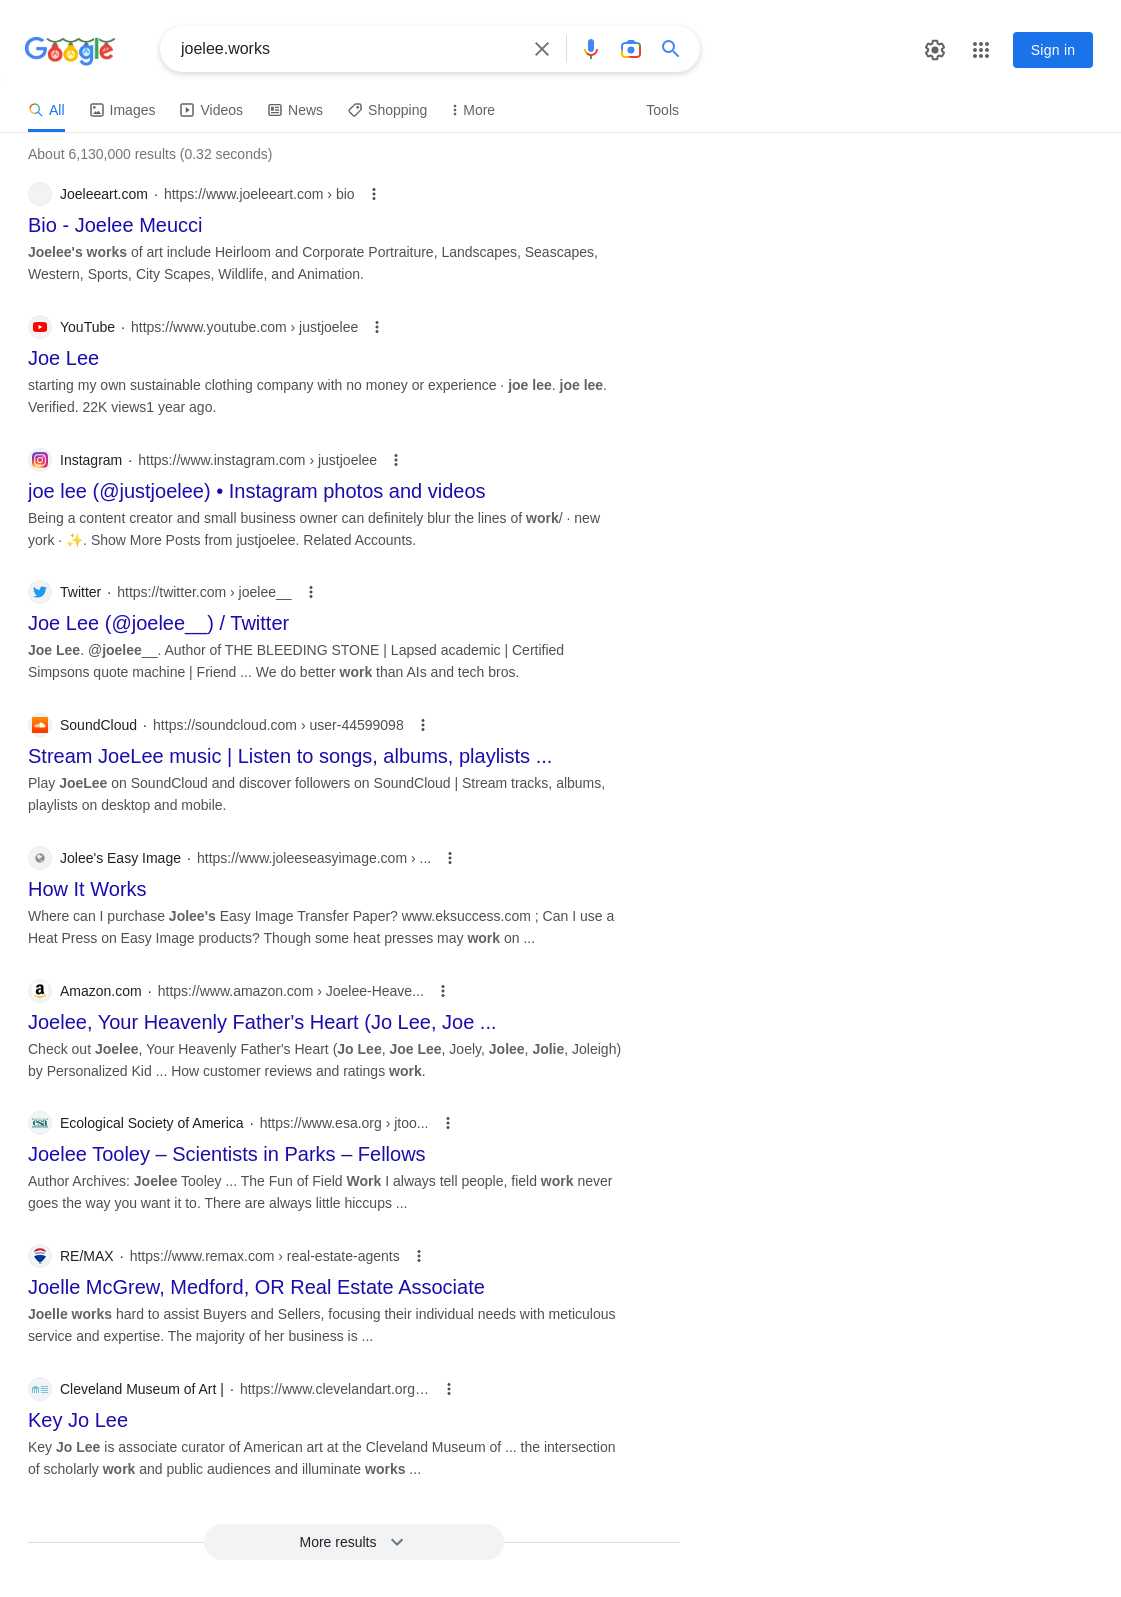 Google
joelee.works
Sign in
All Images Videos News Shopping More Tools
About 6,130,000 results (0.32 seconds)
Joeleeart.com · https://www.joeleeart.com › bio
Bio - Joelee Meucci
Joelee's works of art include Heirloom and Corporate Portraiture, Landscapes, Seascapes,
Western, Sports, City Scapes, Wildlife, and Animation.
YouTube · https://www.youtube.com › justjoelee
Joe Lee
starting my own sustainable clothing company with no money or experience · joe lee. joe lee.
Verified. 22K views1 year ago.
Instagram · https://www.instagram.com › justjoelee
joe lee (@justjoelee) • Instagram photos and videos
Being a content creator and small business owner can definitely blur the lines of work/ · new
york · ✨. Show More Posts from justjoelee. Related Accounts.
Twitter · https://twitter.com › joelee__
Joe Lee (@joelee__) / Twitter
Joe Lee. @joelee__. Author of THE BLEEDING STONE | Lapsed academic | Certified
Simpsons quote machine | Friend ... We do better work than AIs and tech bros.
SoundCloud · https://soundcloud.com › user-44599098
Stream JoeLee music | Listen to songs, albums, playlists ...
Play JoeLee on SoundCloud and discover followers on SoundCloud | Stream tracks, albums,
playlists on desktop and mobile.
Jolee's Easy Image · https://www.joleeseasyimage.com › ...
How It Works
Where can I purchase Jolee's Easy Image Transfer Paper? www.eksuccess.com ; Can I use a
Heat Press on Easy Image products? Though some heat presses may work on ...
Amazon.com · https://www.amazon.com › Joelee-Heave...
Joelee, Your Heavenly Father's Heart (Jo Lee, Joe ...
Check out Joelee, Your Heavenly Father's Heart (Jo Lee, Joe Lee, Joely, Jolee, Jolie, Joleigh)
by Personalized Kid ... How customer reviews and ratings work.
esa Ecological Society of America · https://www.esa.org › jtoo...
Joelee Tooley – Scientists in Parks – Fellows
Author Archives: Joelee Tooley ... The Fun of Field Work I always tell people, field work never
goes the way you want it to. There are always little hiccups ...
RE/MAX · https://www.remax.com › real-estate-agents
Joelle McGrew, Medford, OR Real Estate Associate
Joelle works hard to assist Buyers and Sellers, focusing their individual needs with meticulous
service and expertise. The majority of her business is ...
Cleveland Museum of Art | · https://www.clevelandart.org…
Key Jo Lee
Key Jo Lee is associate curator of American art at the Cleveland Museum of ... the intersection
of scholarly work and public audiences and illuminate works ...
More results